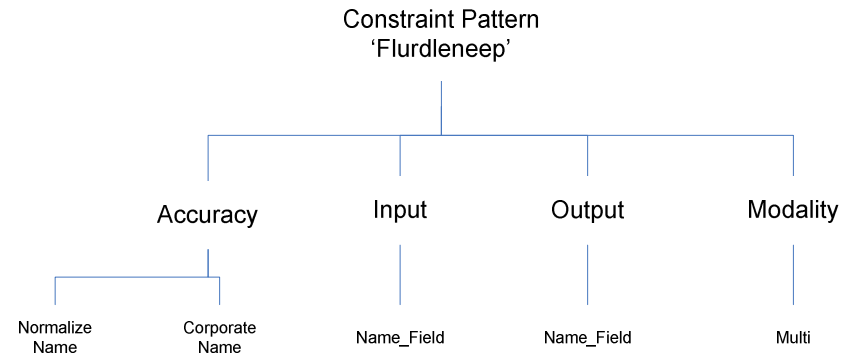 Constraint Pattern
‘Flurdleneep’
Accuracy
Input
Output
Modality
Normalize
Name
Corporate
Name
Name_Field
Name_Field
Multi